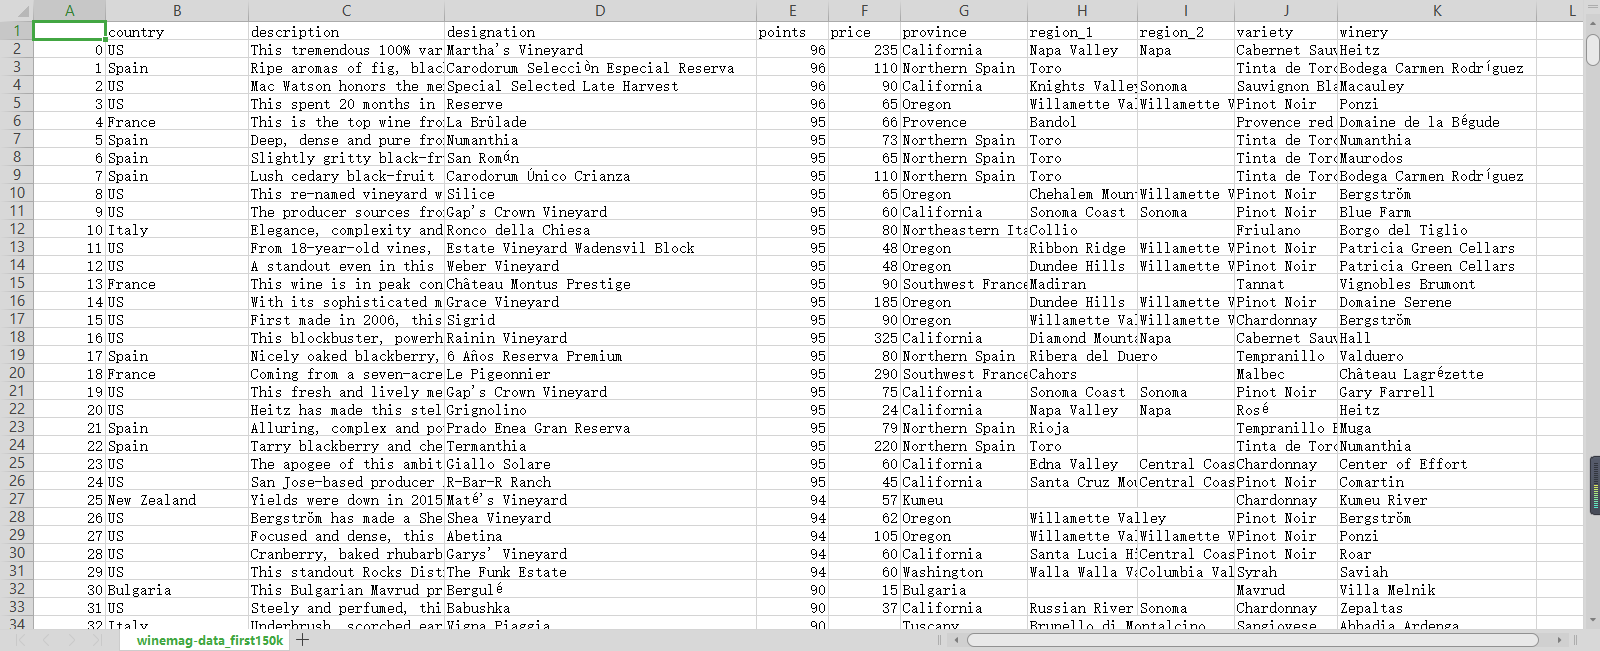 A B C D E F G H I J K L
1 country description designation points price province region_1 region_2 variety winery
2 0 US This tremendous 100% var Martha's Vineyard 96 235 California Napa Valley Napa Cabernet Sauv Heitz
3 1 Spain Ripe aromas of fig, blac Carodorum Selecciòn Especial Reserva 96 110 Northern Spain Toro Tinta de Toro Bodega Carmen Rodríguez
4 2 US Mac Watson honors the me Special Selected Late Harvest 96 90 California Knights Valley Sonoma Sauvignon Bla Macauley
5 3 US This spent 20 months in Reserve 96 65 Oregon Willamette Val Willamette V Pinot Noir Ponzi
6 4 France This is the top wine fro La Brûlade 95 66 Provence Bandol Provence red Domaine de la Bégude
7 5 Spain Deep, dense and pure fro Numanthia 95 73 Northern Spain Toro Tinta de Toro Numanthia
8 6 Spain Slightly gritty black-fr San Román 95 65 Northern Spain Toro Tinta de Toro Maurodos
9 7 Spain Lush cedary black-fruit Carodorum Único Crianza 95 110 Northern Spain Toro Tinta de Toro Bodega Carmen Rodríguez
10 8 US This re-named vineyard w Silice 95 65 Oregon Chehalem Moun Willamette V Pinot Noir Bergström
11 9 US The producer sources fro Gap's Crown Vineyard 95 60 California Sonoma Coast Sonoma Pinot Noir Blue Farm
12 10 Italy Elegance, complexity and Ronco della Chiesa 95 80 Northeastern Ita Collio Friulano Borgo del Tiglio
13 11 US From 18-year-old vines, Estate Vineyard Wadensvil Block 95 48 Oregon Ribbon Ridge Willamette V Pinot Noir Patricia Green Cellars
14 12 US A standout even in this Weber Vineyard 95 48 Oregon Dundee Hills Willamette V Pinot Noir Patricia Green Cellars
15 13 France This wine is in peak con Château Montus Prestige 95 90 Southwest France Madiran Tannat Vignobles Brumont
16 14 US With its sophisticated m Grace Vineyard 95 185 Oregon Dundee Hills Willamette V Pinot Noir Domaine Serene
17 15 US First made in 2006, this Sigrid 95 90 Oregon Willamette Val Willamette V Chardonnay Bergström
18 16 US This blockbuster, powerh Rainin Vineyard 95 325 California Diamond Mounta Napa Cabernet Sauv Hall
19 17 Spain Nicely oaked blackberry, 6 Años Reserva Premium 95 80 Northern Spain Ribera del Duero Tempranillo Valduero
20 18 France Coming from a seven-acre Le Pigeonnier 95 290 Southwest France Cahors Malbec Château Lagrézette
21 19 US This fresh and lively me Gap's Crown Vineyard 95 75 California Sonoma Coast Sonoma Pinot Noir Gary Farrell
22 20 US Heitz has made this stel Grignolino 95 24 California Napa Valley Napa Rosé Heitz
23 21 Spain Alluring, complex and po Prado Enea Gran Reserva 95 79 Northern Spain Rioja Tempranillo B Muga
24 22 Spain Tarry blackberry and che Termanthia 95 220 Northern Spain Toro Tinta de Toro Numanthia
25 23 US The apogee of this ambit Giallo Solare 95 60 California Edna Valley Central Coas Chardonnay Center of Effort
26 24 US San Jose-based producer R-Bar-R Ranch 95 45 California Santa Cruz Mou Central Coas Pinot Noir Comartin
27 25 New Zealand Yields were down in 2015 Maté's Vineyard 94 57 Kumeu Chardonnay Kumeu River
28 26 US Bergström has made a She Shea Vineyard 94 62 Oregon Willamette Valley Pinot Noir Bergström
29 27 US Focused and dense, this Abetina 94 105 Oregon Willamette Val Willamette V Pinot Noir Ponzi
30 28 US Cranberry, baked rhubarb Garys' Vineyard 94 60 California Santa Lucia Hi Central Coas Pinot Noir Roar
31 29 US This standout Rocks Dist The Funk Estate 94 60 Washington Walla Walla Va Columbia Val Syrah Saviah
32 30 Bulgaria This Bulgarian Mavrud pr Bergulé 90 15 Bulgaria Mavrud Villa Melnik
33 31 US Steely and perfumed, thi Babushka 90 37 California Russian River Sonoma Chardonnay Zepaltas
34 32 Italy Underbrush, scorched ear Vigna Piaggia 90 Tuscany Brunello di Montalcino Sangiovese Abbadia Ardenga
winemag-data_first150k